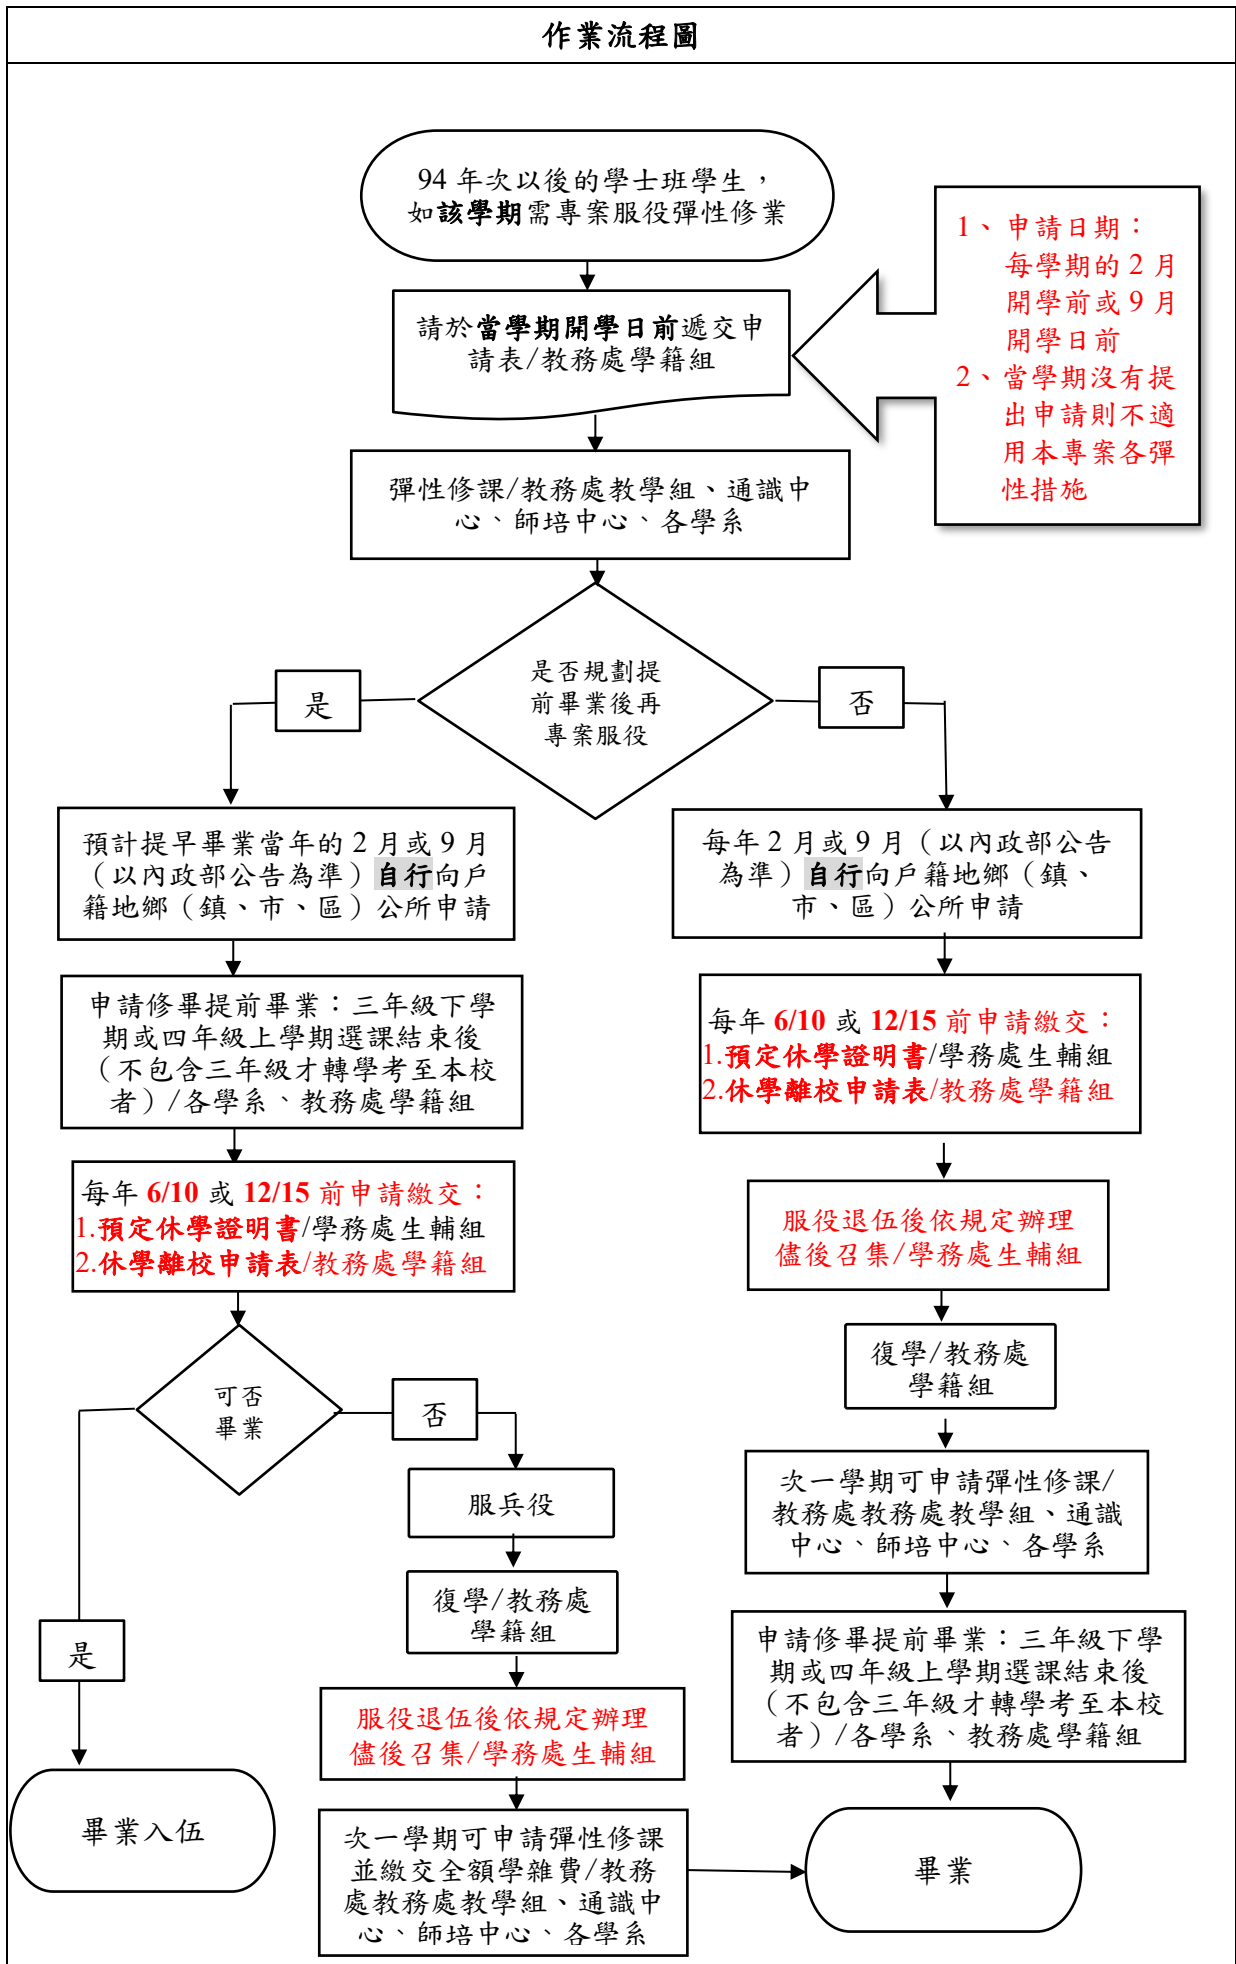 作業流程圖
94 年次以後的學士班學生，
如該學期需專案服役彈性修業
1、申請日期：
每學期的 2 月
開學前或 9 月
開學日前
2、當學期沒有提
出申請則不適
用本專案各彈
性措施
請於當學期開學日前遞交申
請表/教務處學籍組
彈性修課/教務處教學組、通識中
心、師培中心、各學系
是否規劃提
前畢業後再
專案服役
是
否
預計提早畢業當年的 2 月或 9 月
（以內政部公告為準）自行向戶
籍地鄉（鎮、市、區）公所申請
申請修畢提前畢業：三年級下學
期或四年級上學期選課結束後
（不包含三年級才轉學考至本校
者）/各學系、教務處學籍組
每年 6/10 或 12/15 前申請繳交：
1.預定休學證明書/學務處生輔組
2.休學離校申請表/教務處學籍組
可否
畢業
否
是
服兵役
復學/教務處
學籍組
服役退伍後依規定辦理
儘後召集/學務處生輔組
次一學期可申請彈性修課
並繳交全額學雜費/教務
處教務處教學組、通識中
心、師培中心、各學系
畢業入伍
每年 2 月或 9 月（以內政部公告
為準）自行向戶籍地鄉（鎮、
市、區）公所申請
每年 6/10 或 12/15 前申請繳交：
1.預定休學證明書/學務處生輔組
2.休學離校申請表/教務處學籍組
服役退伍後依規定辦理
儘後召集/學務處生輔組
復學/教務處
學籍組
次一學期可申請彈性修課/
教務處教務處教學組、通識
中心、師培中心、各學系
申請修畢提前畢業：三年級下學
期或四年級上學期選課結束後
（不包含三年級才轉學考至本校
者）/各學系、教務處學籍組
畢業